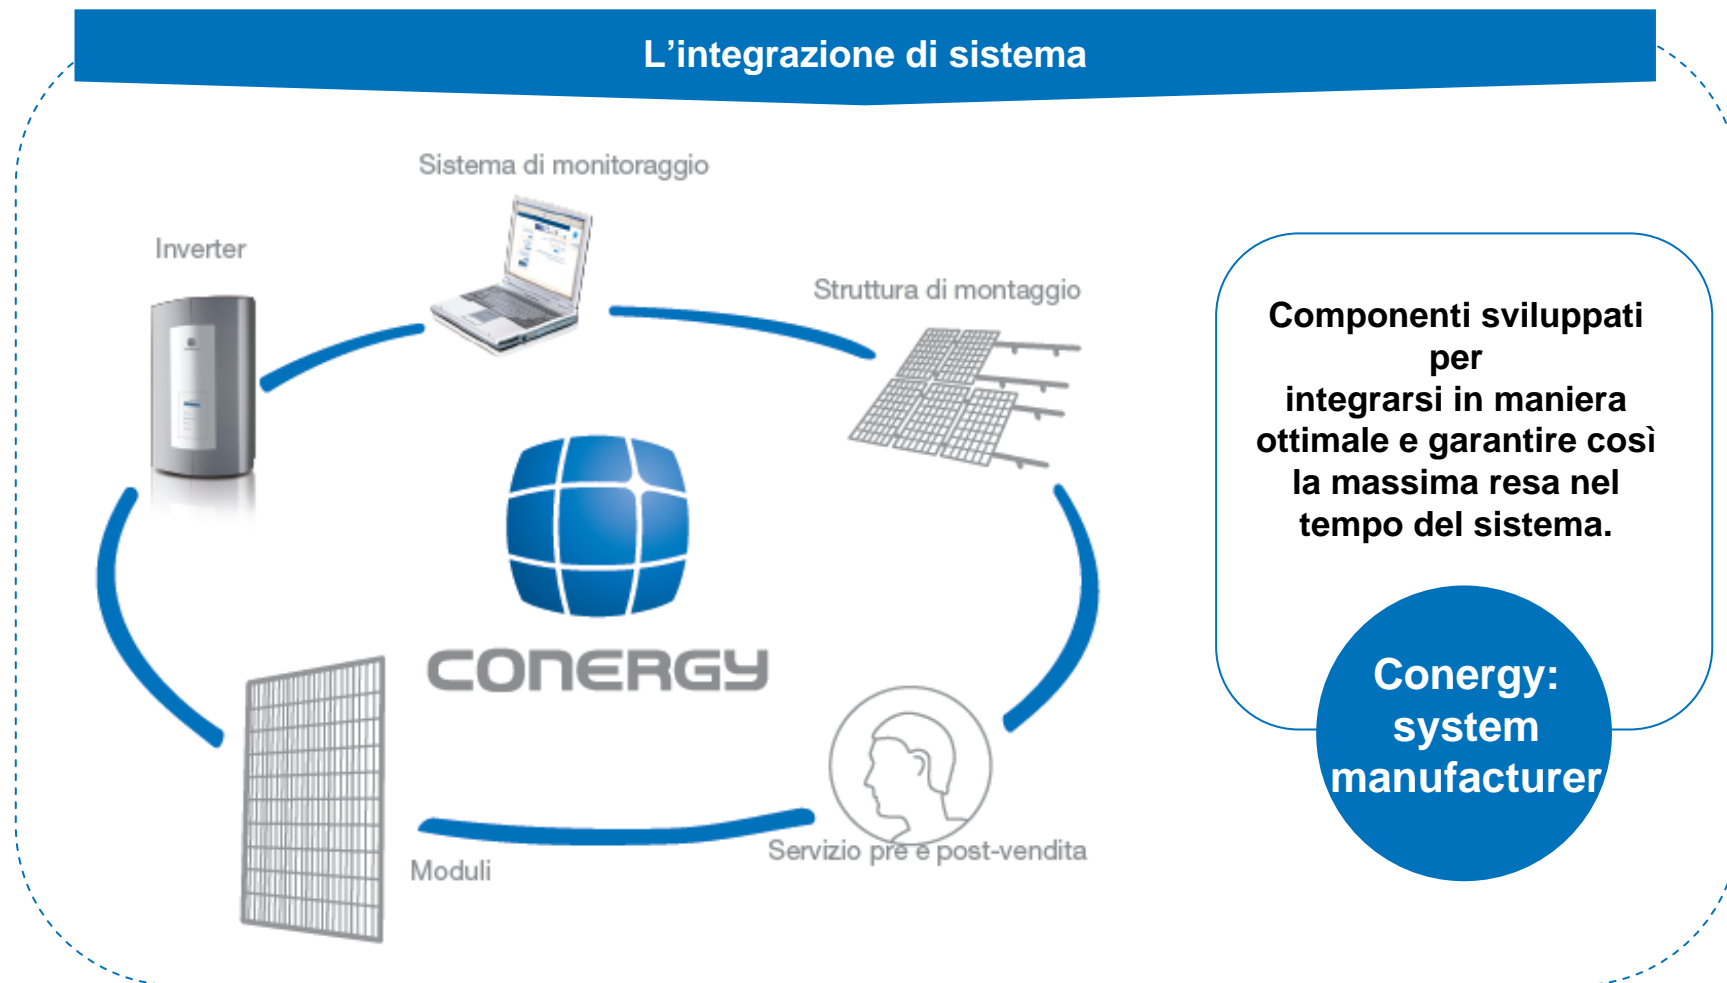 L’integrazione di sistema
Sistema di monitoraggio
Inverter
Struttura di montaggio
CONERGY
Moduli
Servizio pre e post-vendita
Componenti sviluppati
per
integrarsi in maniera
ottimale e garantire così
la massima resa nel
tempo del sistema.
Conergy:
system
manufacturer